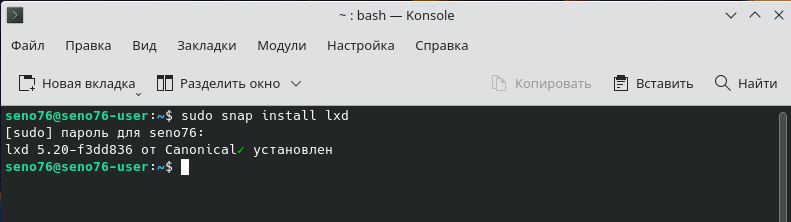 ~ : bash — Konsole
Файл Правка Вид Закладки Модули Настройка Справка
Новая вкладка Разделить окно Копировать Вставить Найти
seno76@seno76-user:~$ sudo snap install lxd
[sudo] пароль для seno76:
lxd 5.20-f3dd836 от Canonical✓ установлен
seno76@seno76-user:~$